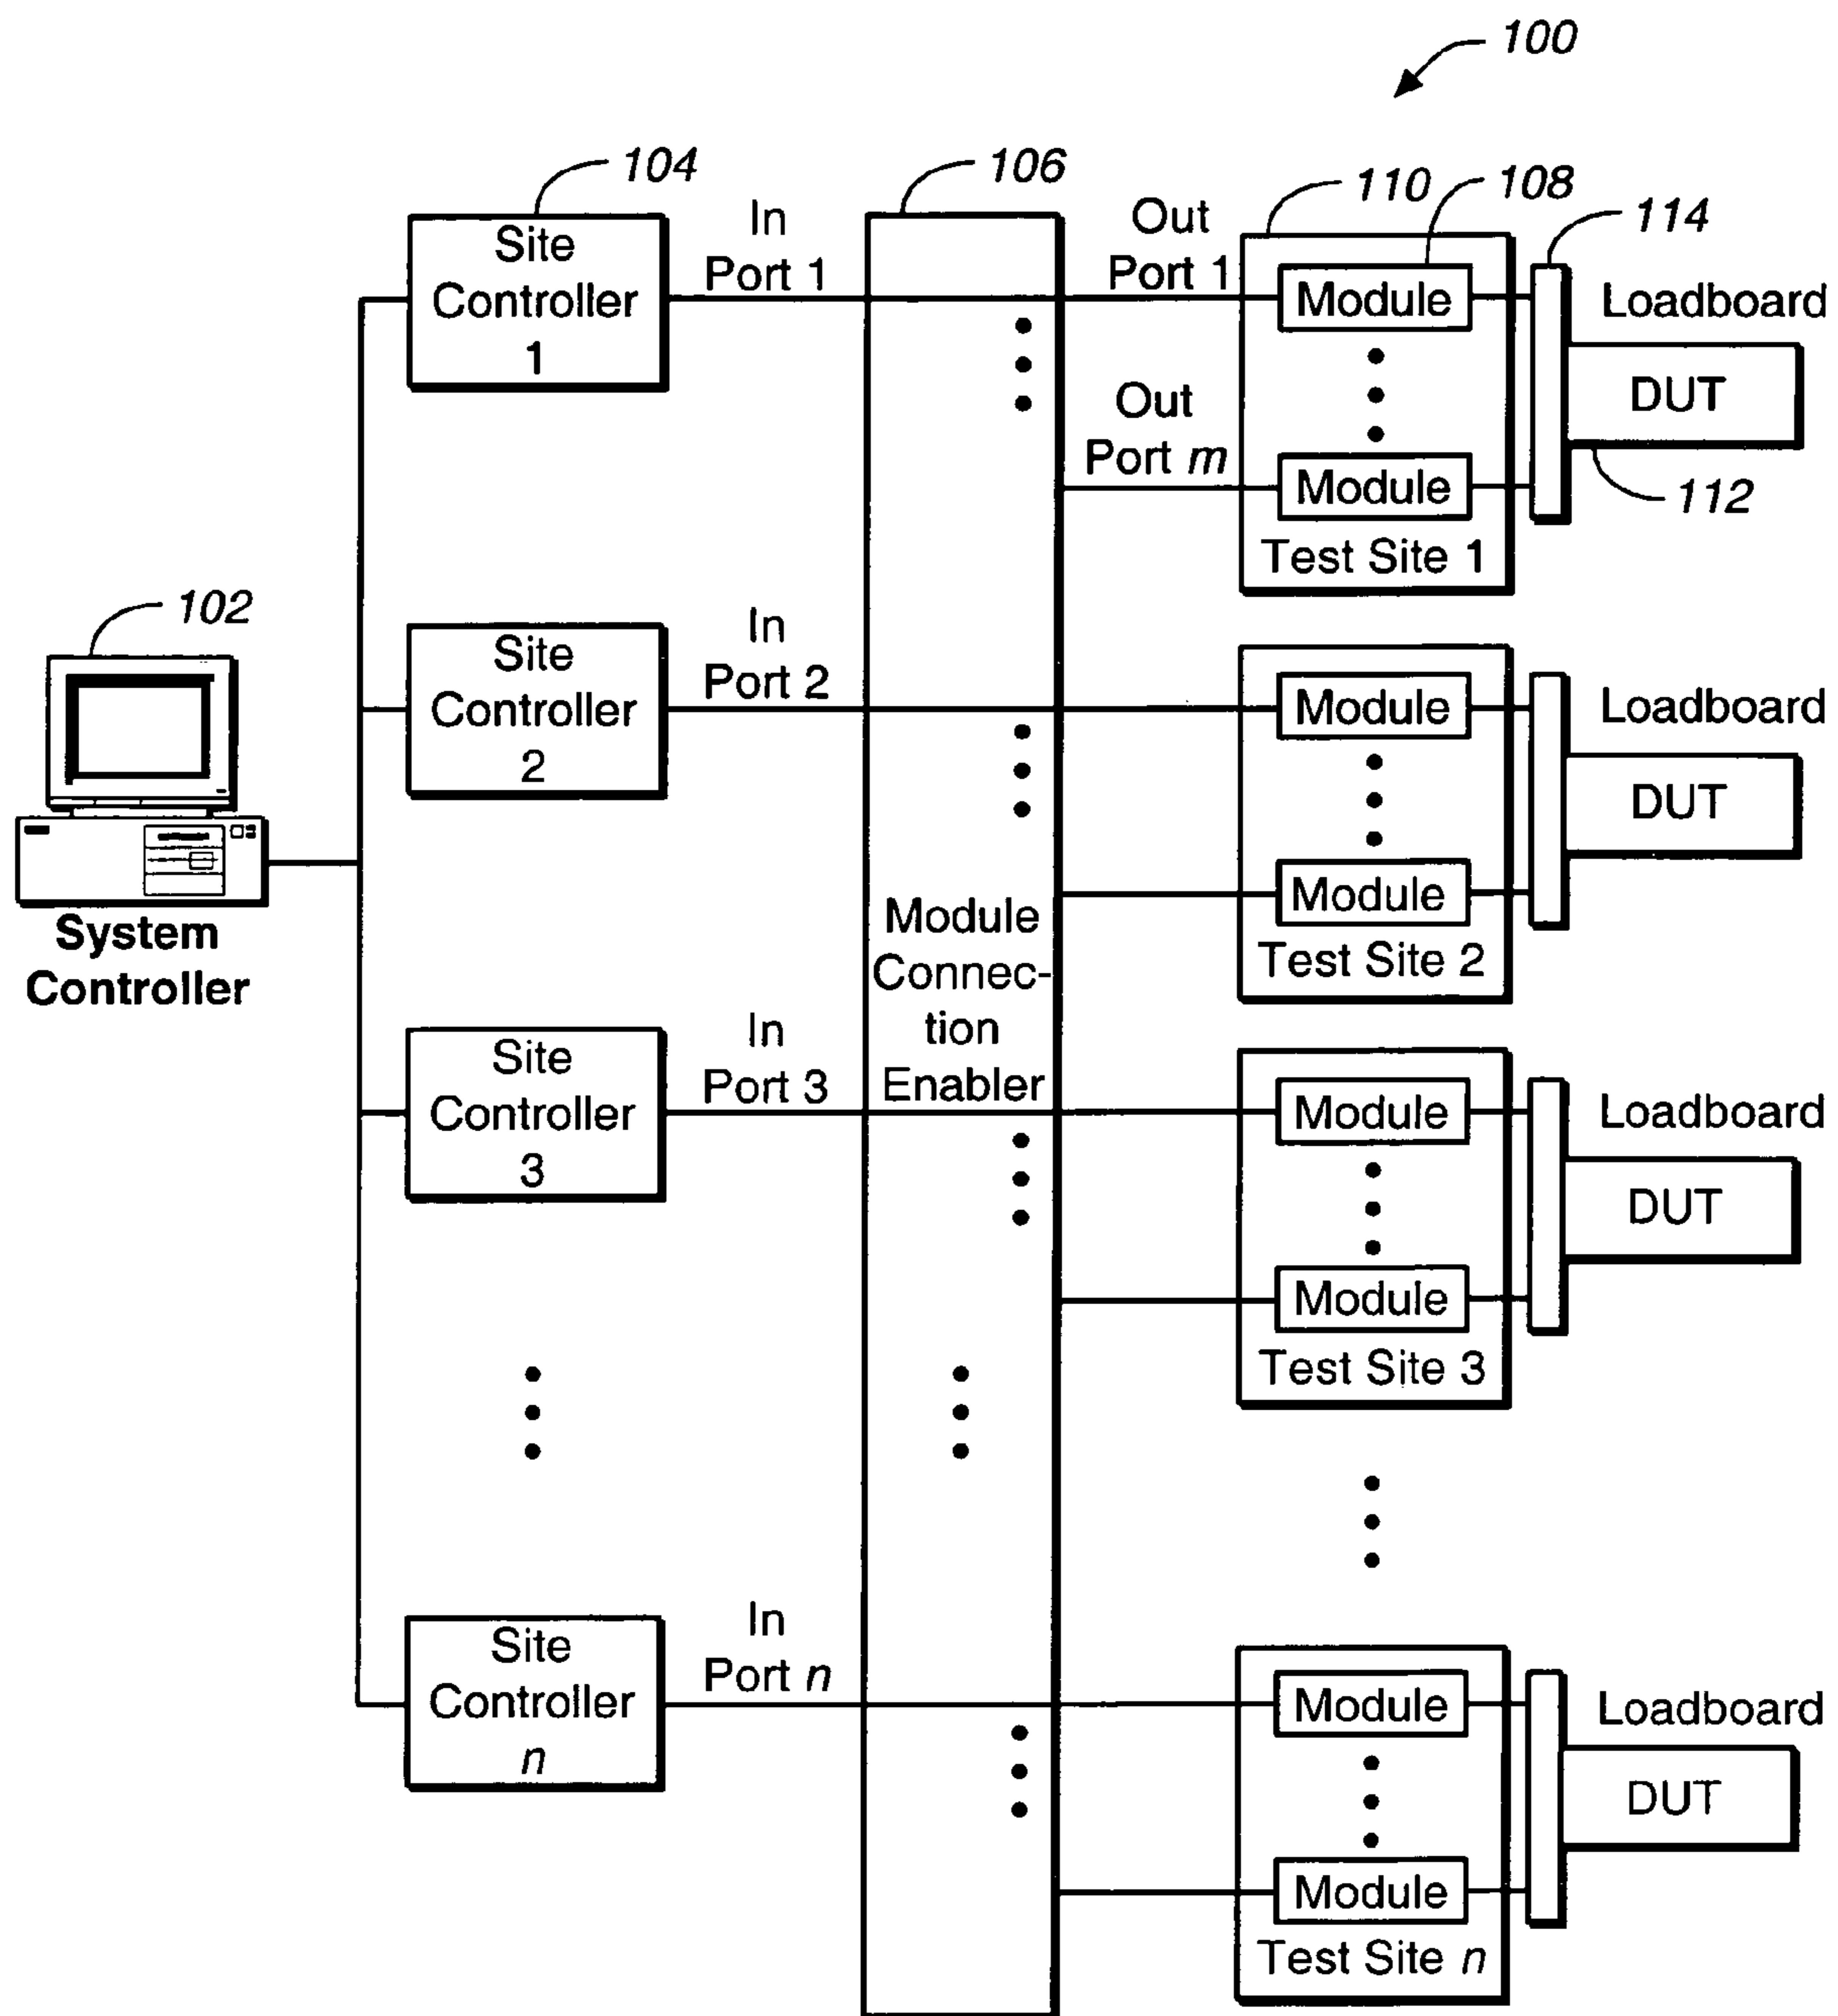 100
104
106
110
108
114
In
Port 1
Out
Port 1
Site
Controller
1
Module
Loadboard
DUT
Out
Port m
Module
112
Test Site 1
102
In
Port 2
Site
Controller
2
Module
Loadboard
DUT
Module
Test Site 2
System
Controller
Module
Connec-
tion
Enabler
In
Port 3
Site
Controller
3
Module
Loadboard
DUT
Module
Test Site 3
In
Port n
Site
Controller
n
Module
Loadboard
DUT
Module
Test Site n